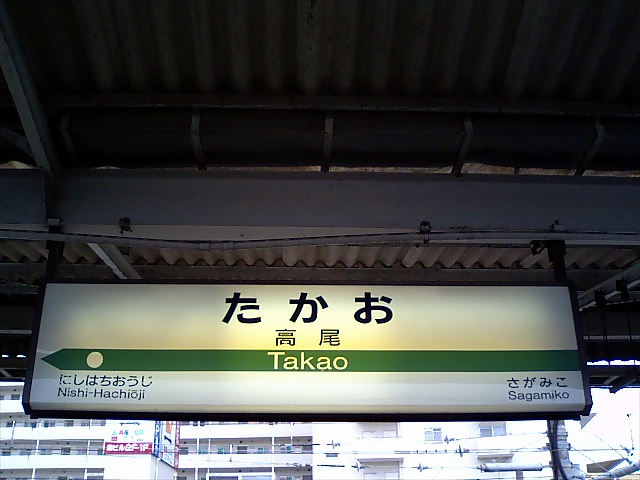 たかお
高尾
Takao
にしはちおうじ
Nishi-Hachiōji
さがみこ
Sagamiko